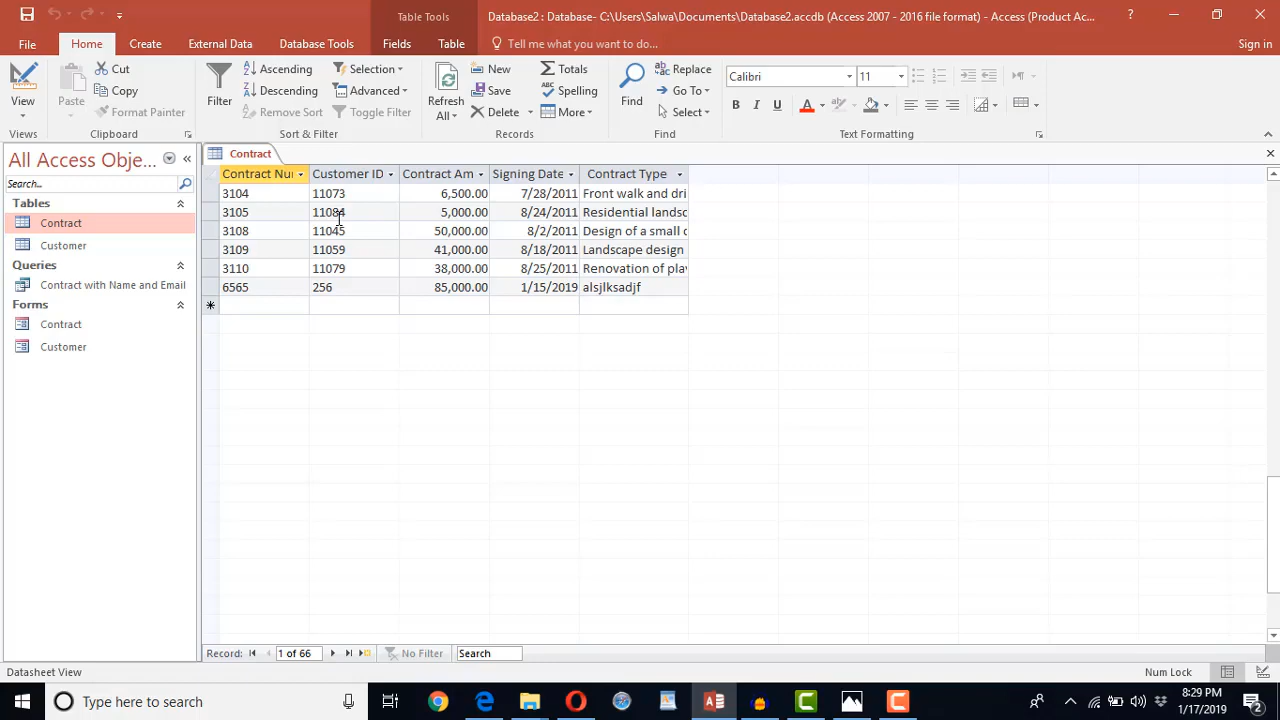 Table Tools
Database2 : Database- C:\Users\Salwa\Documents\Database2.accdb (Access 2007 - 2016 file format) - Access (Product Ac...
?
File Home Create External Data Database Tools Fields Table Tell me what you want to do... Sign in
View
Views
Paste
Cut
Copy
Format Painter
Clipboard
Filter
Ascending
Descending
Remove Sort
Selection
Advanced
Toggle Filter
Sort & Filter
Refresh
All
New
Save
Delete
Totals
Spelling
More
Records
Find
Replace
Go To
Select
Find
Calibri 11
B I U
Text Formatting
All Access Obje...
Search...
Tables
Contract
Customer
Queries
Contract with Name and Email
Forms
Contract
Customer
Contract
Contract Nur Customer ID Contract Am Signing Date Contract Type
3104 11073 6,500.00 7/28/2011 Front walk and dri
3105 11084 5,000.00 8/24/2011 Residential landsc
3108 11045 50,000.00 8/2/2011 Design of a small c
3109 11059 41,000.00 8/18/2011 Landscape design
3110 11079 38,000.00 8/25/2011 Renovation of play
6565 256 85,000.00 1/15/2019 alsjlksadjf
Record: 1 of 66 No Filter Search
Datasheet View Num Lock
Type here to search
8:29 PM
1/17/2019
2